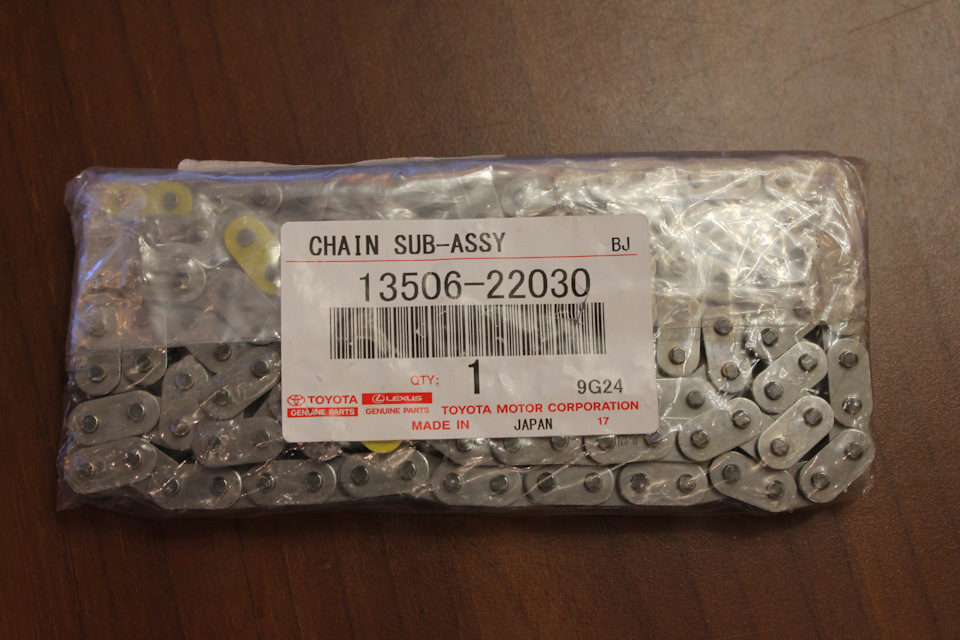 CHAIN SUB-ASSY BJ
13506-22030
QTY: 1 9G24
TOYOTA LEXUS
GENUINE PARTS GENUINE PARTS TOYOTA MOTOR CORPORATION
MADE IN JAPAN 17